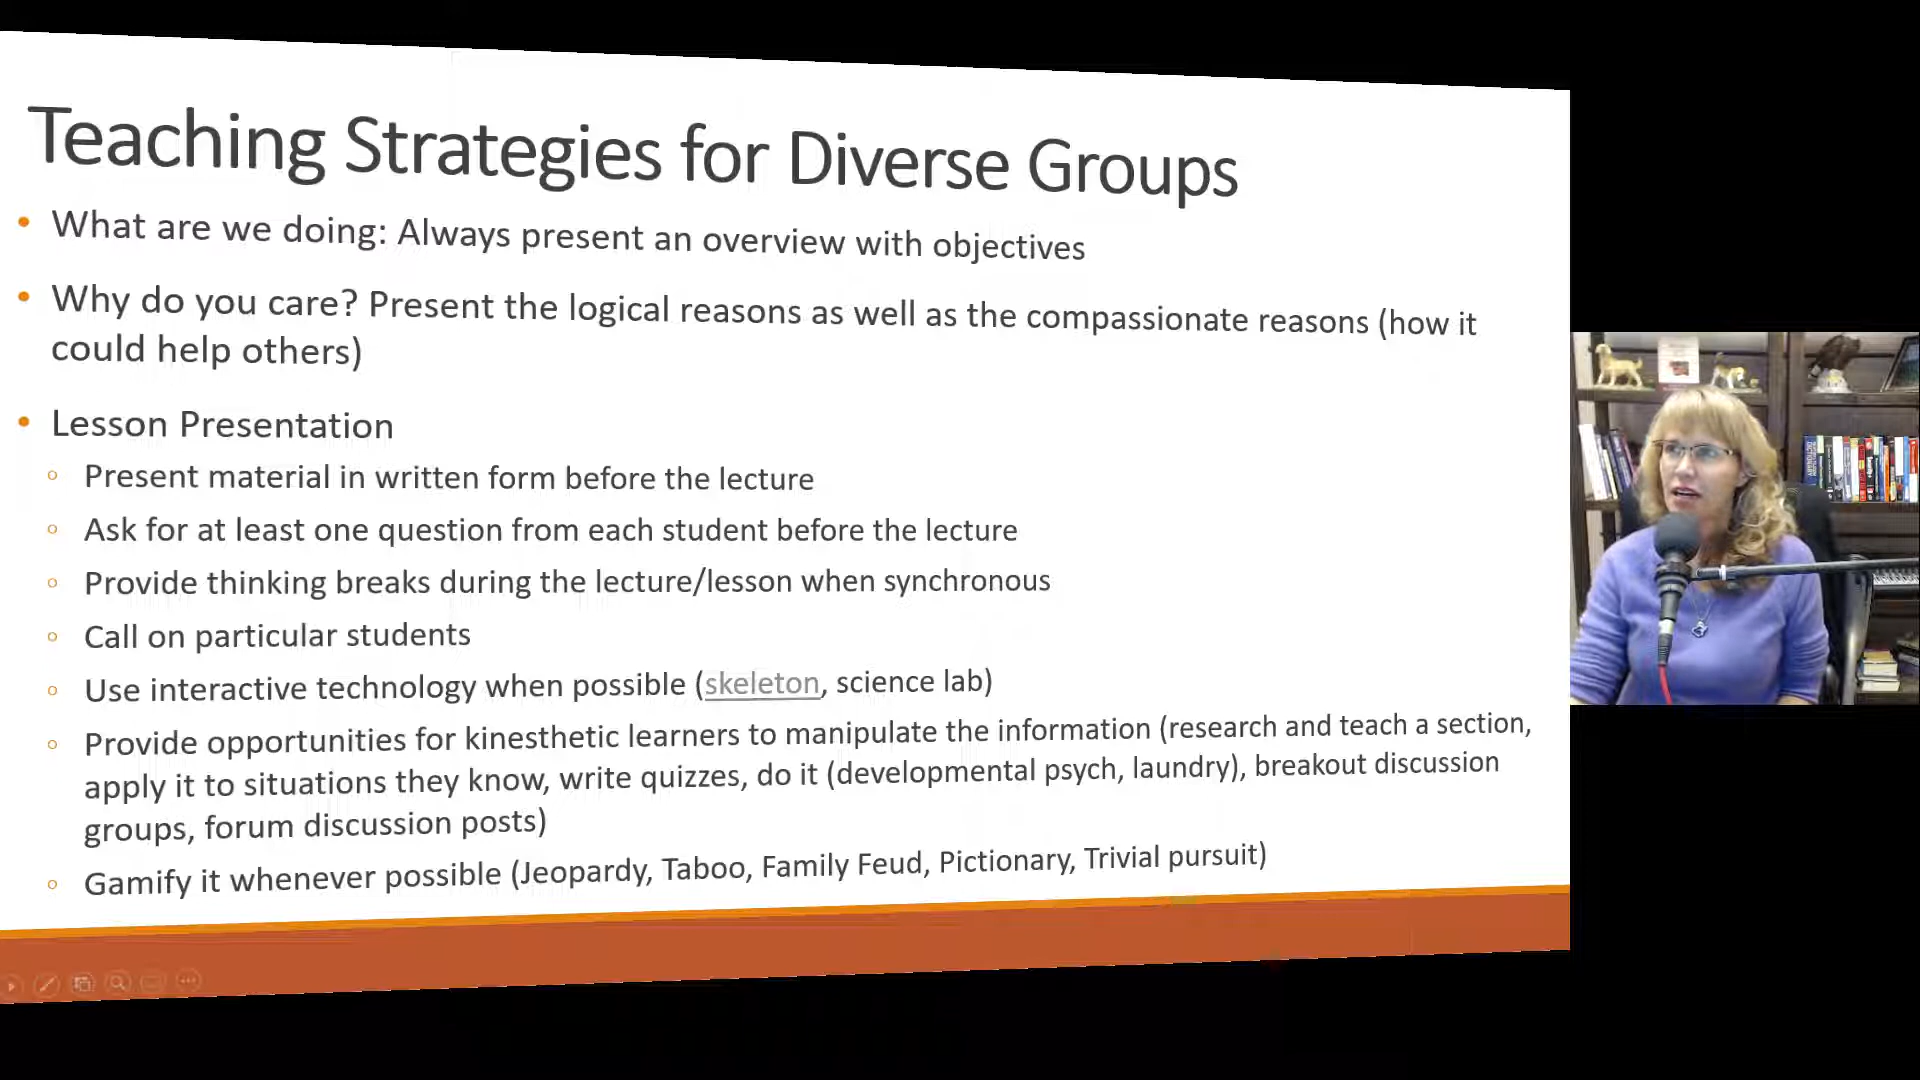 Teaching Strategies for Diverse Groups
• What are we doing: Always present an overview with objectives
• Why do you care? Present the logical reasons as well as the compassionate reasons (how it
could help others)
• Lesson Presentation
◦ Present material in written form before the lecture
◦ Ask for at least one question from each student before the lecture
◦ Provide thinking breaks during the lecture/lesson when synchronous
◦ Call on particular students
◦ Use interactive technology when possible (skeleton, science lab)
◦ Provide opportunities for kinesthetic learners to manipulate the information (research and teach a section,
apply it to situations they know, write quizzes, do it (developmental psych, laundry), breakout discussion
groups, forum discussion posts)
◦ Gamify it whenever possible (Jeopardy, Taboo, Family Feud, Pictionary, Trivial pursuit)